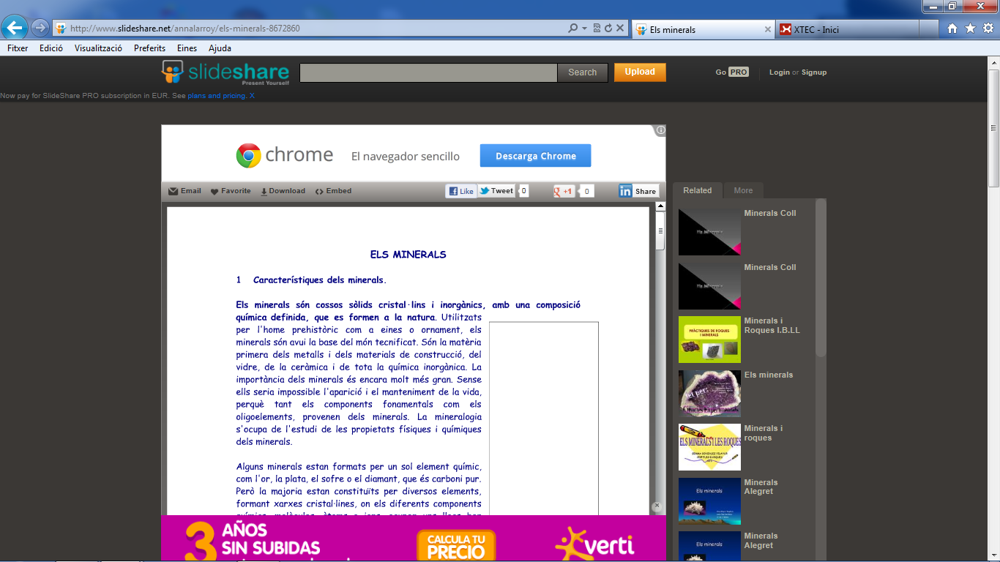 http://www.slideshare.net/annalarroy/els-minerals-8672860
Els minerals
XTEC - Inici
Fitxer Edició Visualització Preferits Eines Ajuda
slideshare
Present Yourself
Search
Upload
Go PRO
Login or Signup
Now pay for SlideShare PRO subscription in EUR. See plans and pricing. X
chrome
El navegador sencillo
Descarga Chrome
Email Favorite Download Embed
Like Tweet 0 +1 0 Share
Related More
ELS MINERALS
1 Característiques dels minerals.
Els minerals són cossos sòlids cristal·lins i inorgànics, amb una composició
química definida, que es formen a la natura. Utilitzats
per l'home prehistòric com a eines o ornament, els
minerals són avui la base del món tecnificat. Són la matèria
primera dels metalls i dels materials de construcció, del
vidre, de la ceràmica i de tota la química inorgànica. La
importància dels minerals és encara molt més gran. Sense
ells seria impossible l'aparició i el manteniment de la vida,
perquè tant els components fonamentals com els
oligoelements, provenen dels minerals. La mineralogia
s'ocupa de l'estudi de les propietats físiques i químiques
dels minerals.
Alguns minerals estan formats per un sol element químic,
com l'or, la plata, el sofre o el diamant, que és carboni pur.
Però la majoria estan constituïts per diversos elements,
formant xarxes cristal·lines, on els diferents components
Minerals Coll
Minerals Coll
PRÀCTIQUES DE ROQUES
I MINERALS
Minerals i
Roques I.B.LL
Ciències Experimentals
Els minerals
ELS MINERALS I LES ROQUES
Minerals i
roques
Els minerals
Minerals
Alegret
Els minerals
Minerals
Alegret
3 AÑOS
SIN SUBIDAS
CALCULA TU
PRECIO
verti